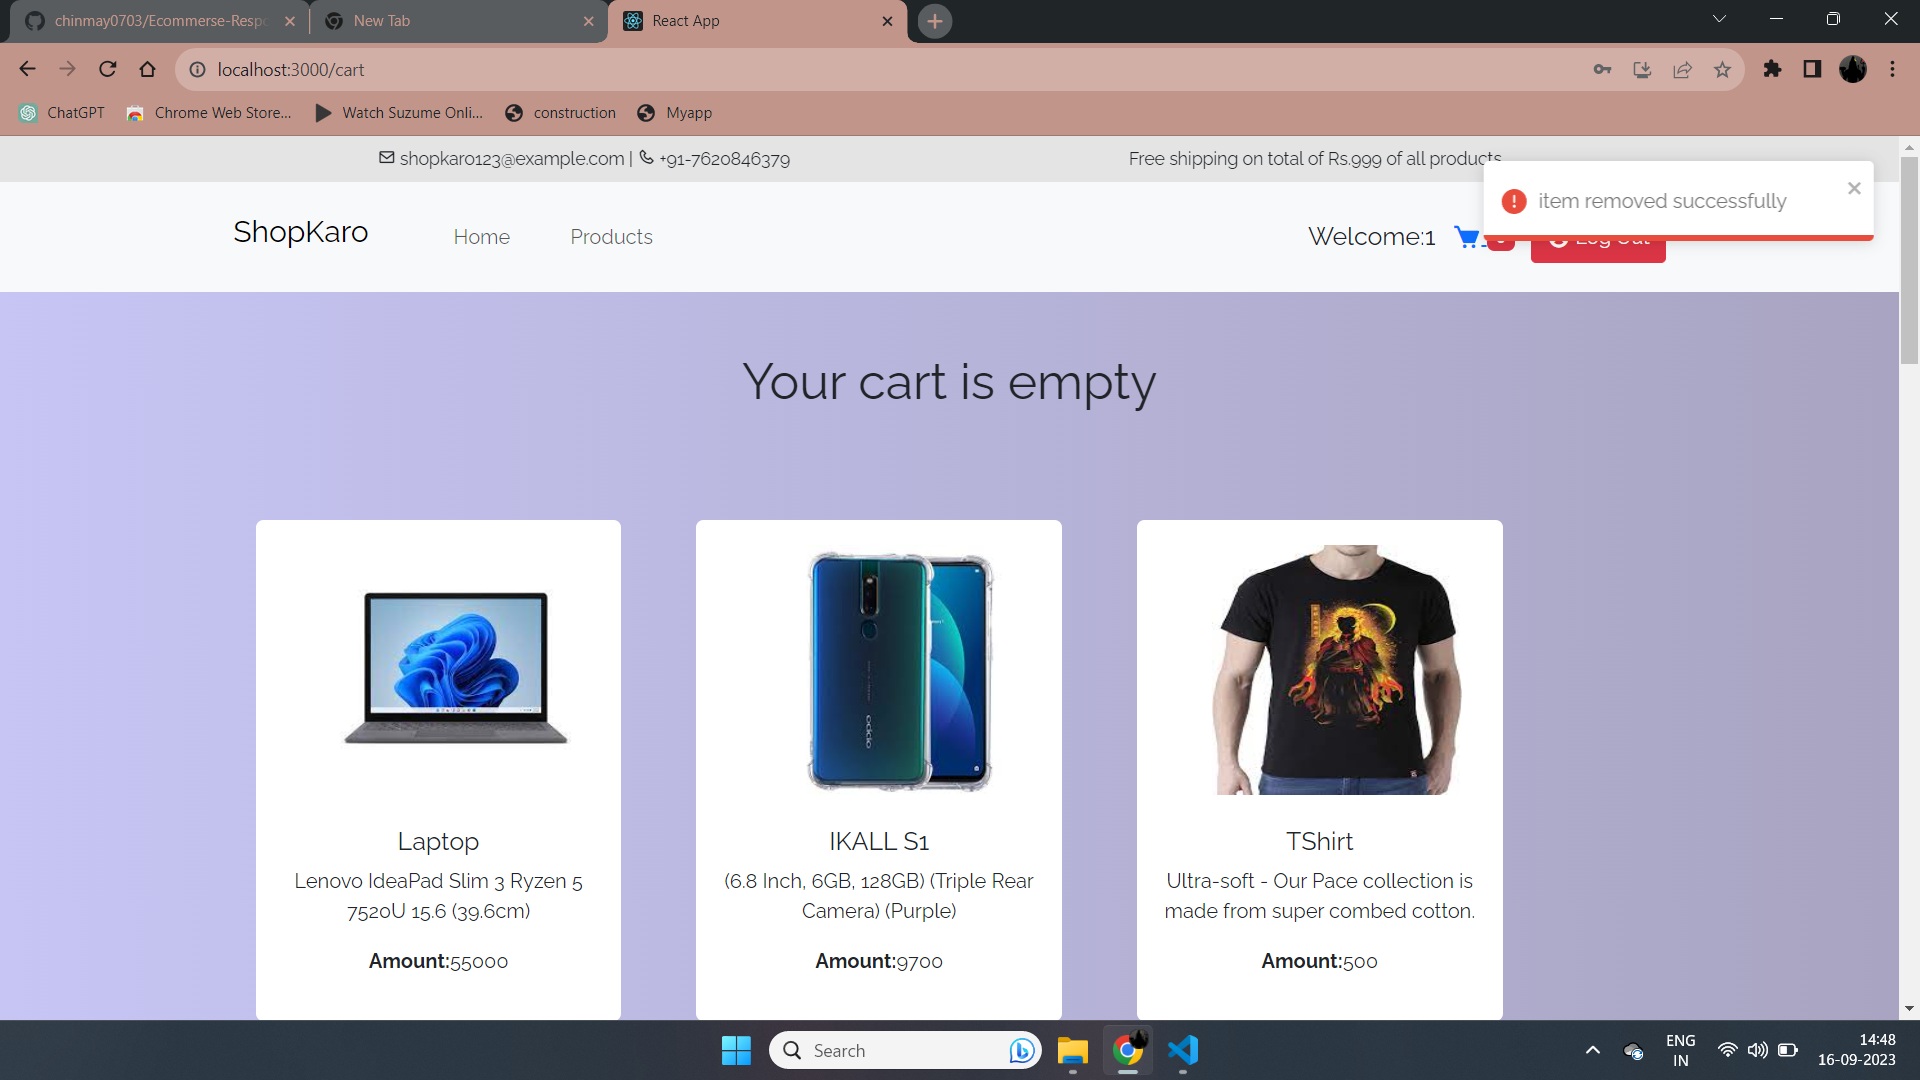 chinmay0703/Ecommerse-Resp
New Tab
React App
localhost:3000/cart
ChatGPT
Chrome Web Store...
Watch Suzume Onli...
construction
Myapp
shopkaro123@example.com | +91-7620846379
Free shipping on total of Rs.999 of all products
item removed successfully
ShopKaro
Home
Products
Welcome:1
Log Out
Your cart is empty
Laptop
Lenovo IdeaPad Slim 3 Ryzen 5
7520U 15.6 (39.6cm)
Amount:55000
oppo
IKALL S1
(6.8 Inch, 6GB, 128GB) (Triple Rear
Camera) (Purple)
Amount:9700
TShirt
Ultra-soft - Our Pace collection is
made from super combed cotton.
Amount:500
Search
ENG
IN
14:48
16-09-2023